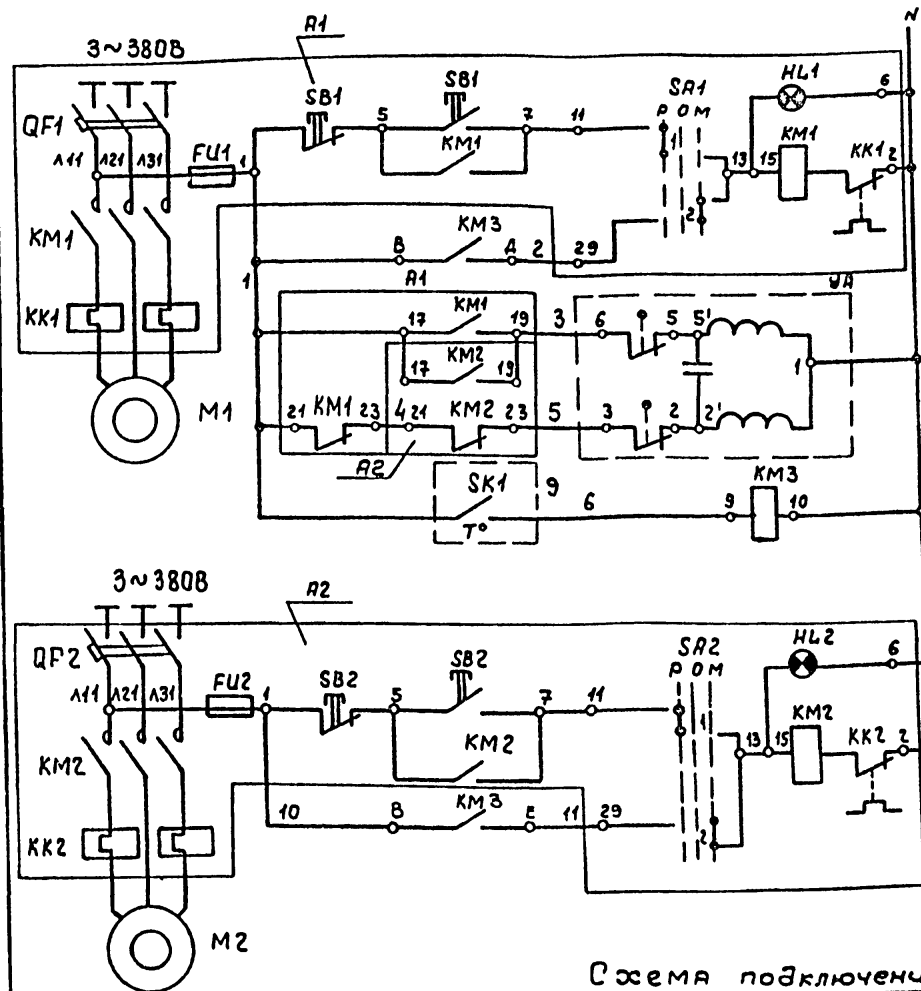 N
A1
3~380В
SB1
SB1
SA1
HL1
6
QF1
5
7
11
Р О М
КМ1
Л11 Л21 Л31
FU1
1
КМ1
1
13
15
КМ1
КК1
2
2
КМ1
КМ3
В
А
2
29
1
А1
УА
КК1
17
КМ1
19
3
6
5
5'
17
КМ2
19
1
М1
21
КМ1
23
4
21
КМ2
23
5
3
2
2'
А2
SK1
9
КМ3
Т°
6
9
10
3~380В
А2
QF2
SA2
HL2
6
Л11 Л21 Л31
FU2
1
SB2
5
SB2
7
11
Р О М
1
13
15
КМ2
КК2
2
КМ2
КМ2
10
В
КМ3
Е
11
29
2
КК2
М2
Схема подключени